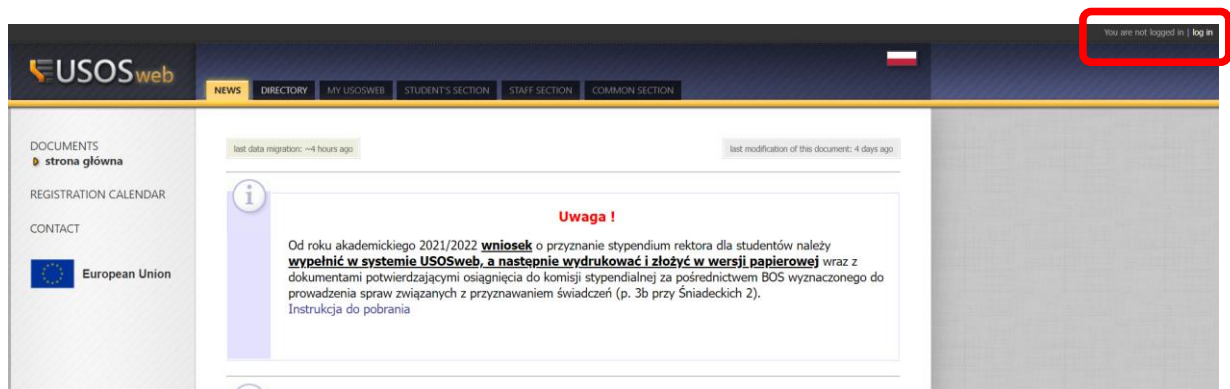 You are not logged in | log in
USOSweb
NEWS DIRECTORY MY USOSWEB STUDENT'S SECTION STAFF SECTION COMMON SECTION
DOCUMENTS
strona główna
REGISTRATION CALENDAR
CONTACT
European Union
last data migration: ~4 hours ago
last modification of this document: 4 days ago
i
Uwaga !
Od roku akademickiego 2021/2022 wniosek o przyznanie stypendium rektora dla studentów należy
wypełnić w systemie USOSweb, a następnie wydrukować i złożyć w wersji papierowej wraz z
dokumentami potwierdzającymi osiągnięcia do komisji stypendialnej za pośrednictwem BOS wyznaczonego do
prowadzenia spraw związanych z przyznawaniem świadczeń (p. 3b przy Śniadeckich 2).
Instrukcja do pobrania